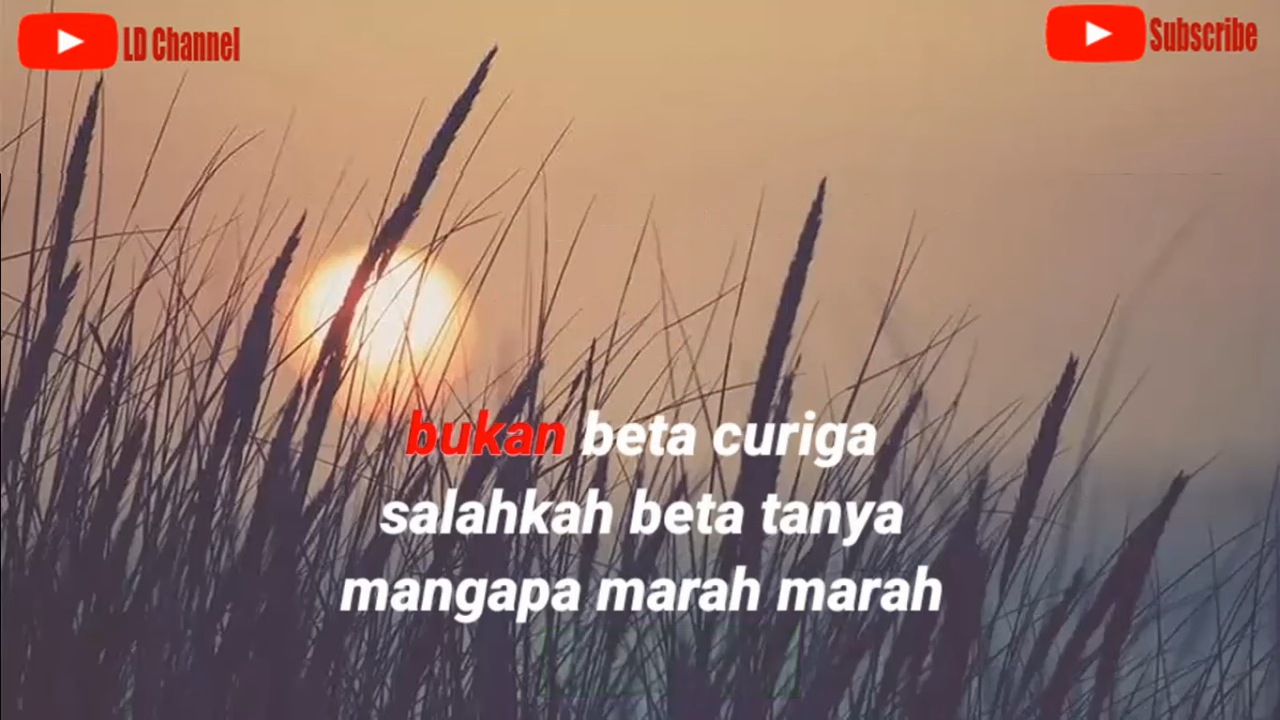 LD Channel
Subscribe
bukan beta curiga
salahkah beta tanya
mangapa marah marah